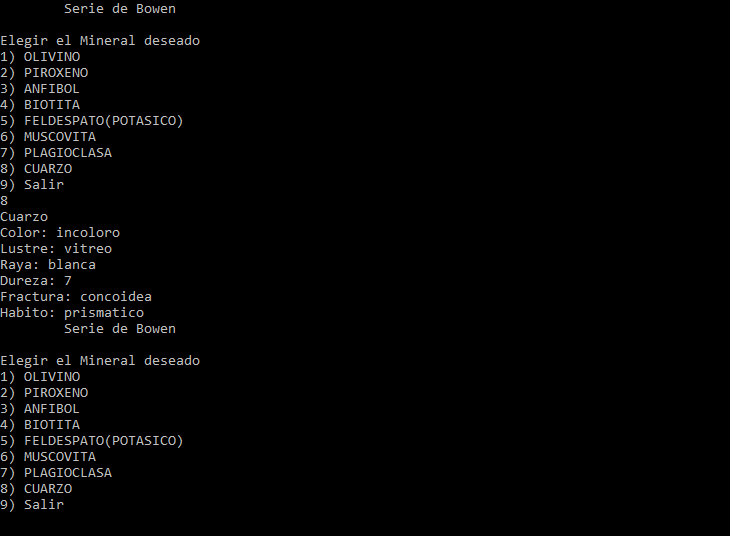 Serie de Bowen
Elegir el Mineral deseado
1) OLIVINO
2) PIROXENO
3) ANFIBOL
4) BIOTITA
5) FELDESPATO(POTASICO)
6) MUSCOVITA
7) PLAGIOCLASA
8) CUARZO
9) Salir
8
Cuarzo
Color: incoloro
Lustre: vitreo
Raya: blanca
Dureza: 7
Fractura: concoidea
Habito: prismatico
Serie de Bowen
Elegir el Mineral deseado
1) OLIVINO
2) PIROXENO
3) ANFIBOL
4) BIOTITA
5) FELDESPATO(POTASICO)
6) MUSCOVITA
7) PLAGIOCLASA
8) CUARZO
9) Salir